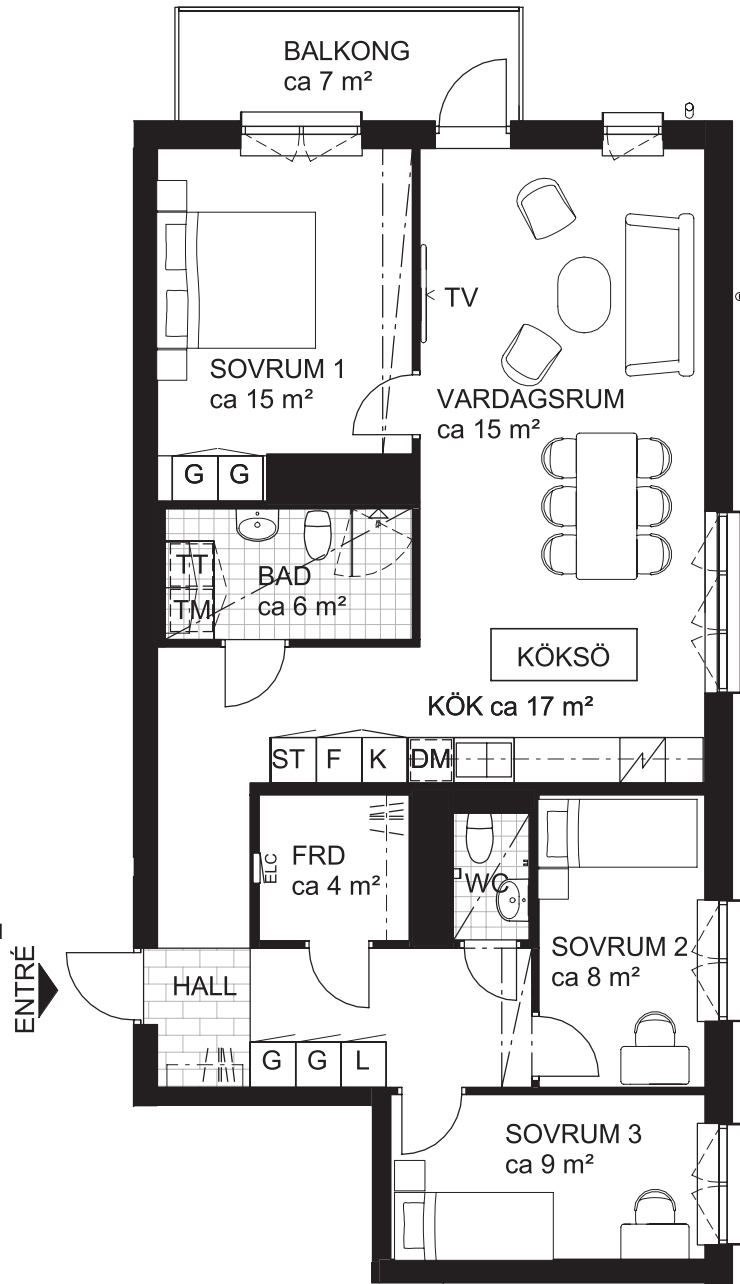 BALKONG
ca 7 m²
TV
SOVRUM 1
ca 15 m²
VARDAGSRUM
ca 15 m²
G G
TT
TM
BAD
ca 6 m²
KÖKSÖ
KÖK ca 17 m²
ST F K DM
FRD
ca 4 m²
ELC
WC
SOVRUM 2
ca 8 m²
ENTRÉ
HALL
G G L
SOVRUM 3
ca 9 m²